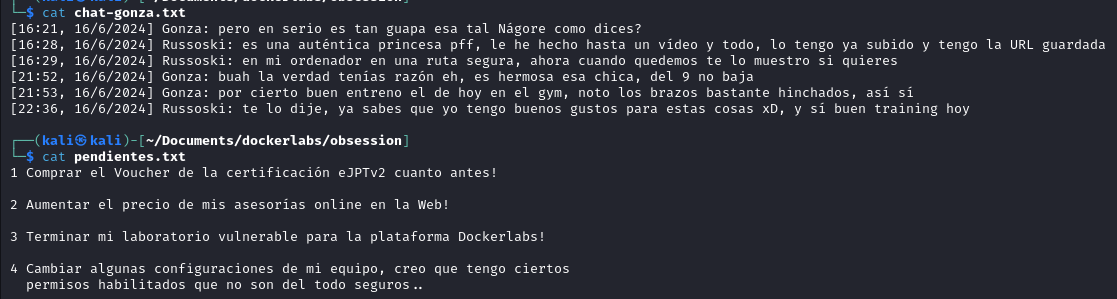 ┌──(kali㉿kali)-[~/Documents/dockerlabs/obsession]
└─$ cat chat-gonza.txt
[16:21, 16/6/2024] Gonza: pero en serio es tan guapa esa tal Nágore como dices?
[16:28, 16/6/2024] Russoski: es una auténtica princesa pff, le he hecho hasta un vídeo y todo, lo tengo ya subido y tengo la URL guardada
[16:29, 16/6/2024] Russoski: en mi ordenador en una ruta segura, ahora cuando quedemos te lo muestro si quieres
[21:52, 16/6/2024] Gonza: buah la verdad tenías razón eh, es hermosa esa chica, del 9 no baja
[21:53, 16/6/2024] Gonza: por cierto buen entreno el de hoy en el gym, noto los brazos bastante hinchados, así sí
[22:36, 16/6/2024] Russoski: te lo dije, ya sabes que yo tengo buenos gustos para estas cosas xD, y sí buen training hoy
┌──(kali㉿kali)-[~/Documents/dockerlabs/obsession]
└─$ cat pendientes.txt
1 Comprar el Voucher de la certificación eJPTv2 cuanto antes!
2 Aumentar el precio de mis asesorías online en la Web!
3 Terminar mi laboratorio vulnerable para la plataforma Dockerlabs!
4 Cambiar algunas configuraciones de mi equipo, creo que tengo ciertos
permisos habilitados que no son del todo seguros..